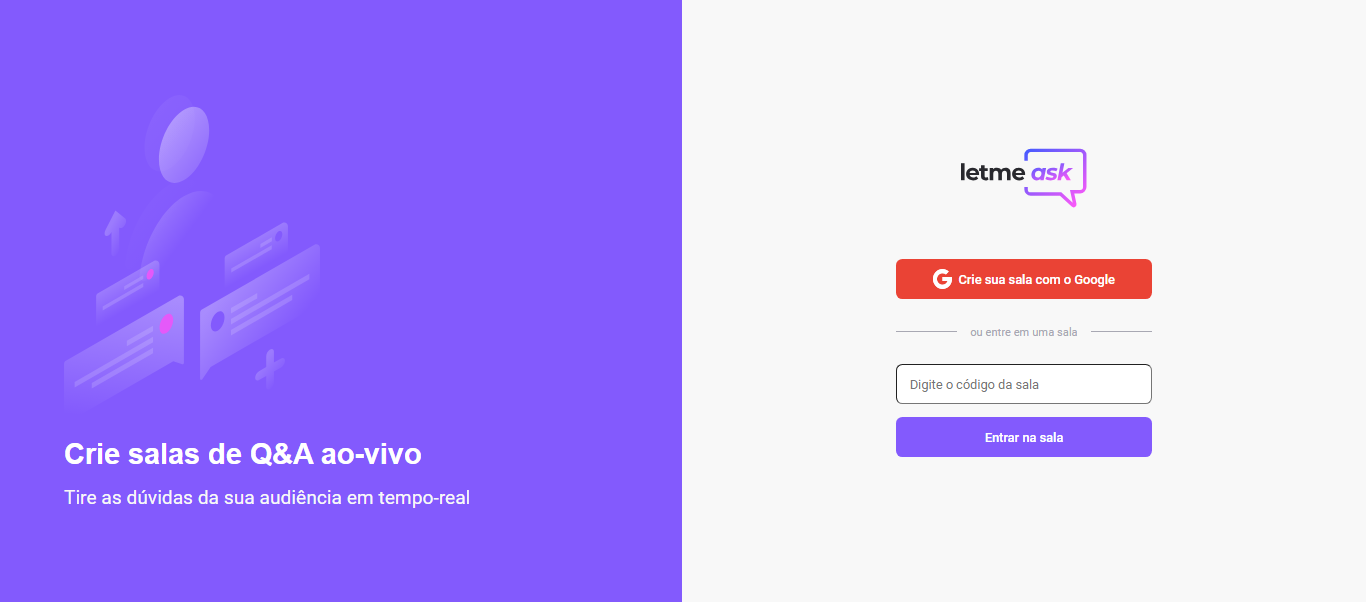 Crie salas de Q&A ao-vivo
Tire as dúvidas da sua audiência em tempo-real
letme ask
Crie sua sala com o Google
ou entre em uma sala
Digite o código da sala
Entrar na sala